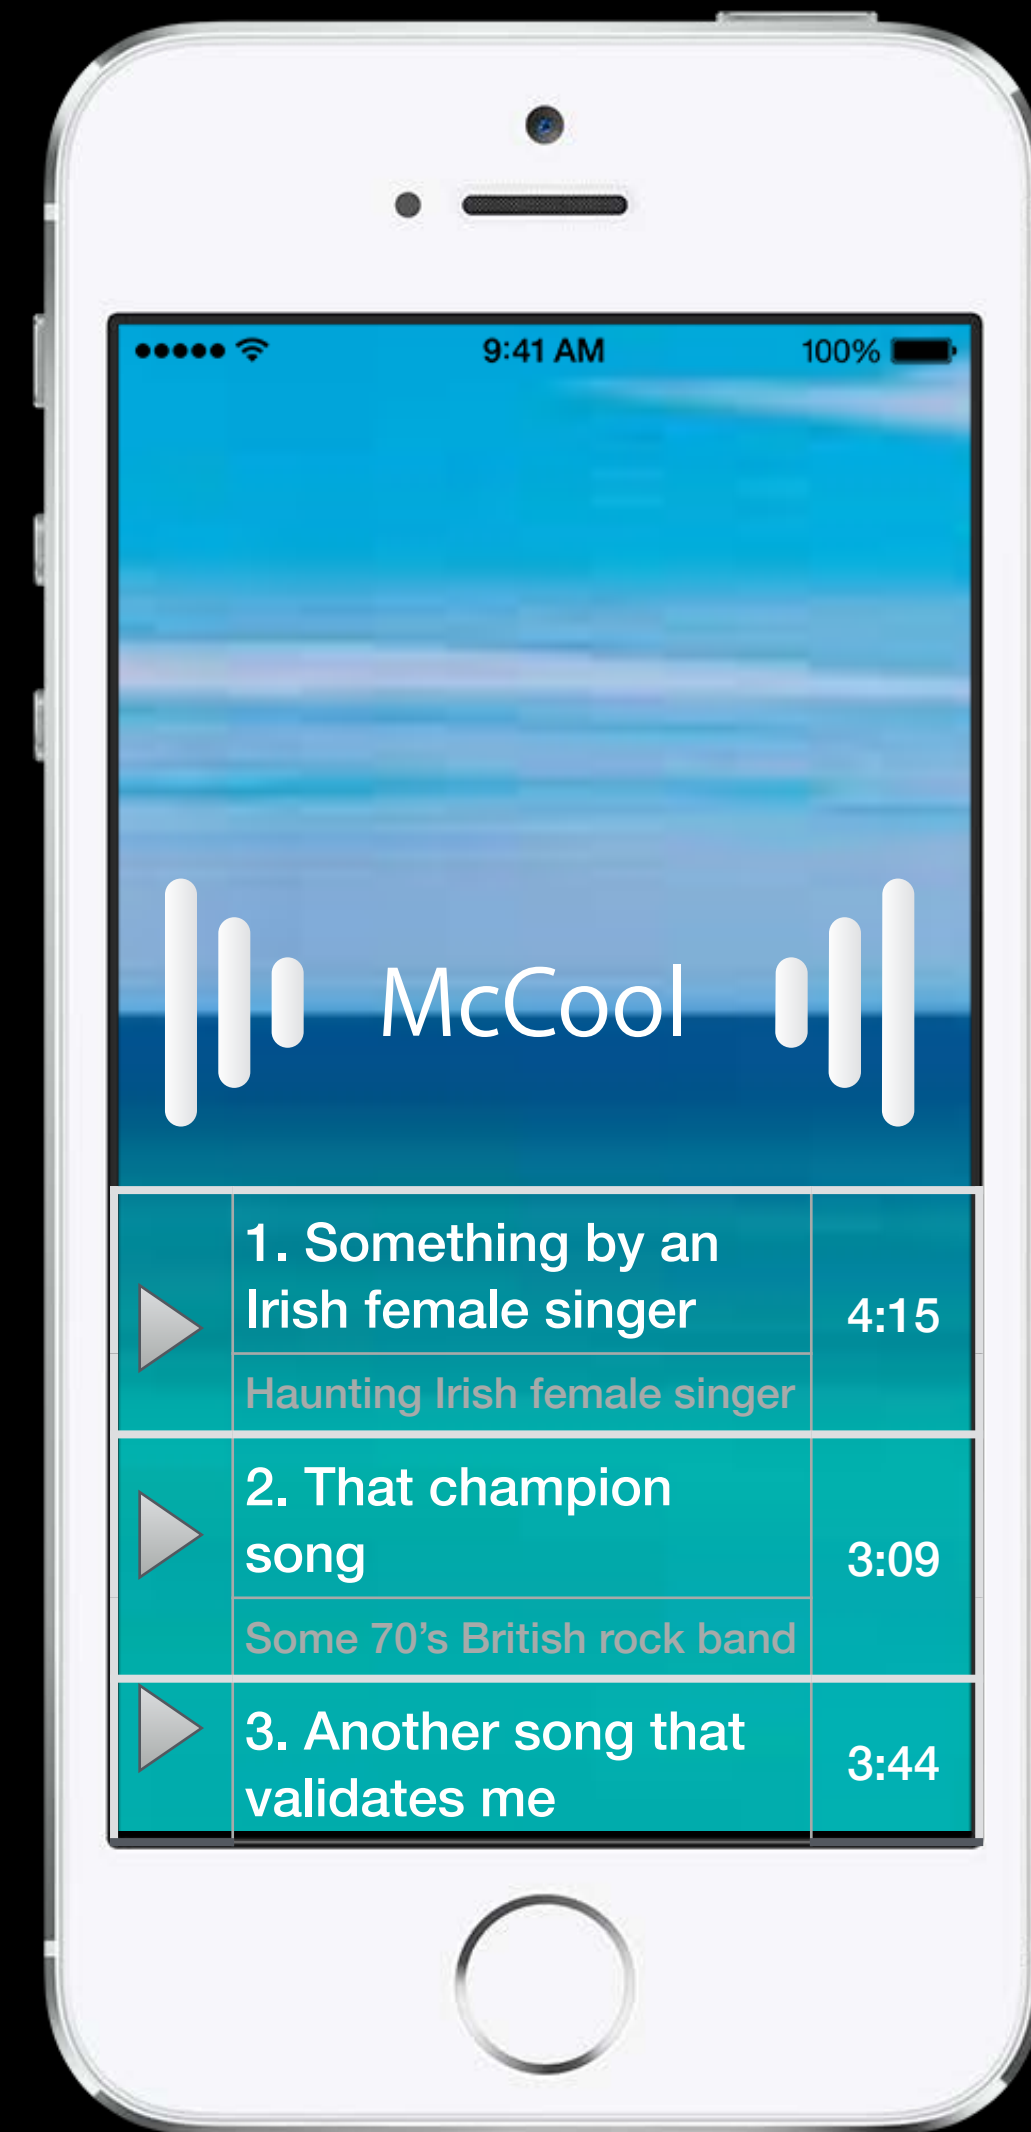 9:41 AM
100%
McCool
1. Something by an
Irish female singer
4:15
Haunting Irish female singer
2. That champion
song
3:09
Some 70’s British rock band
3. Another song that
validates me
3:44